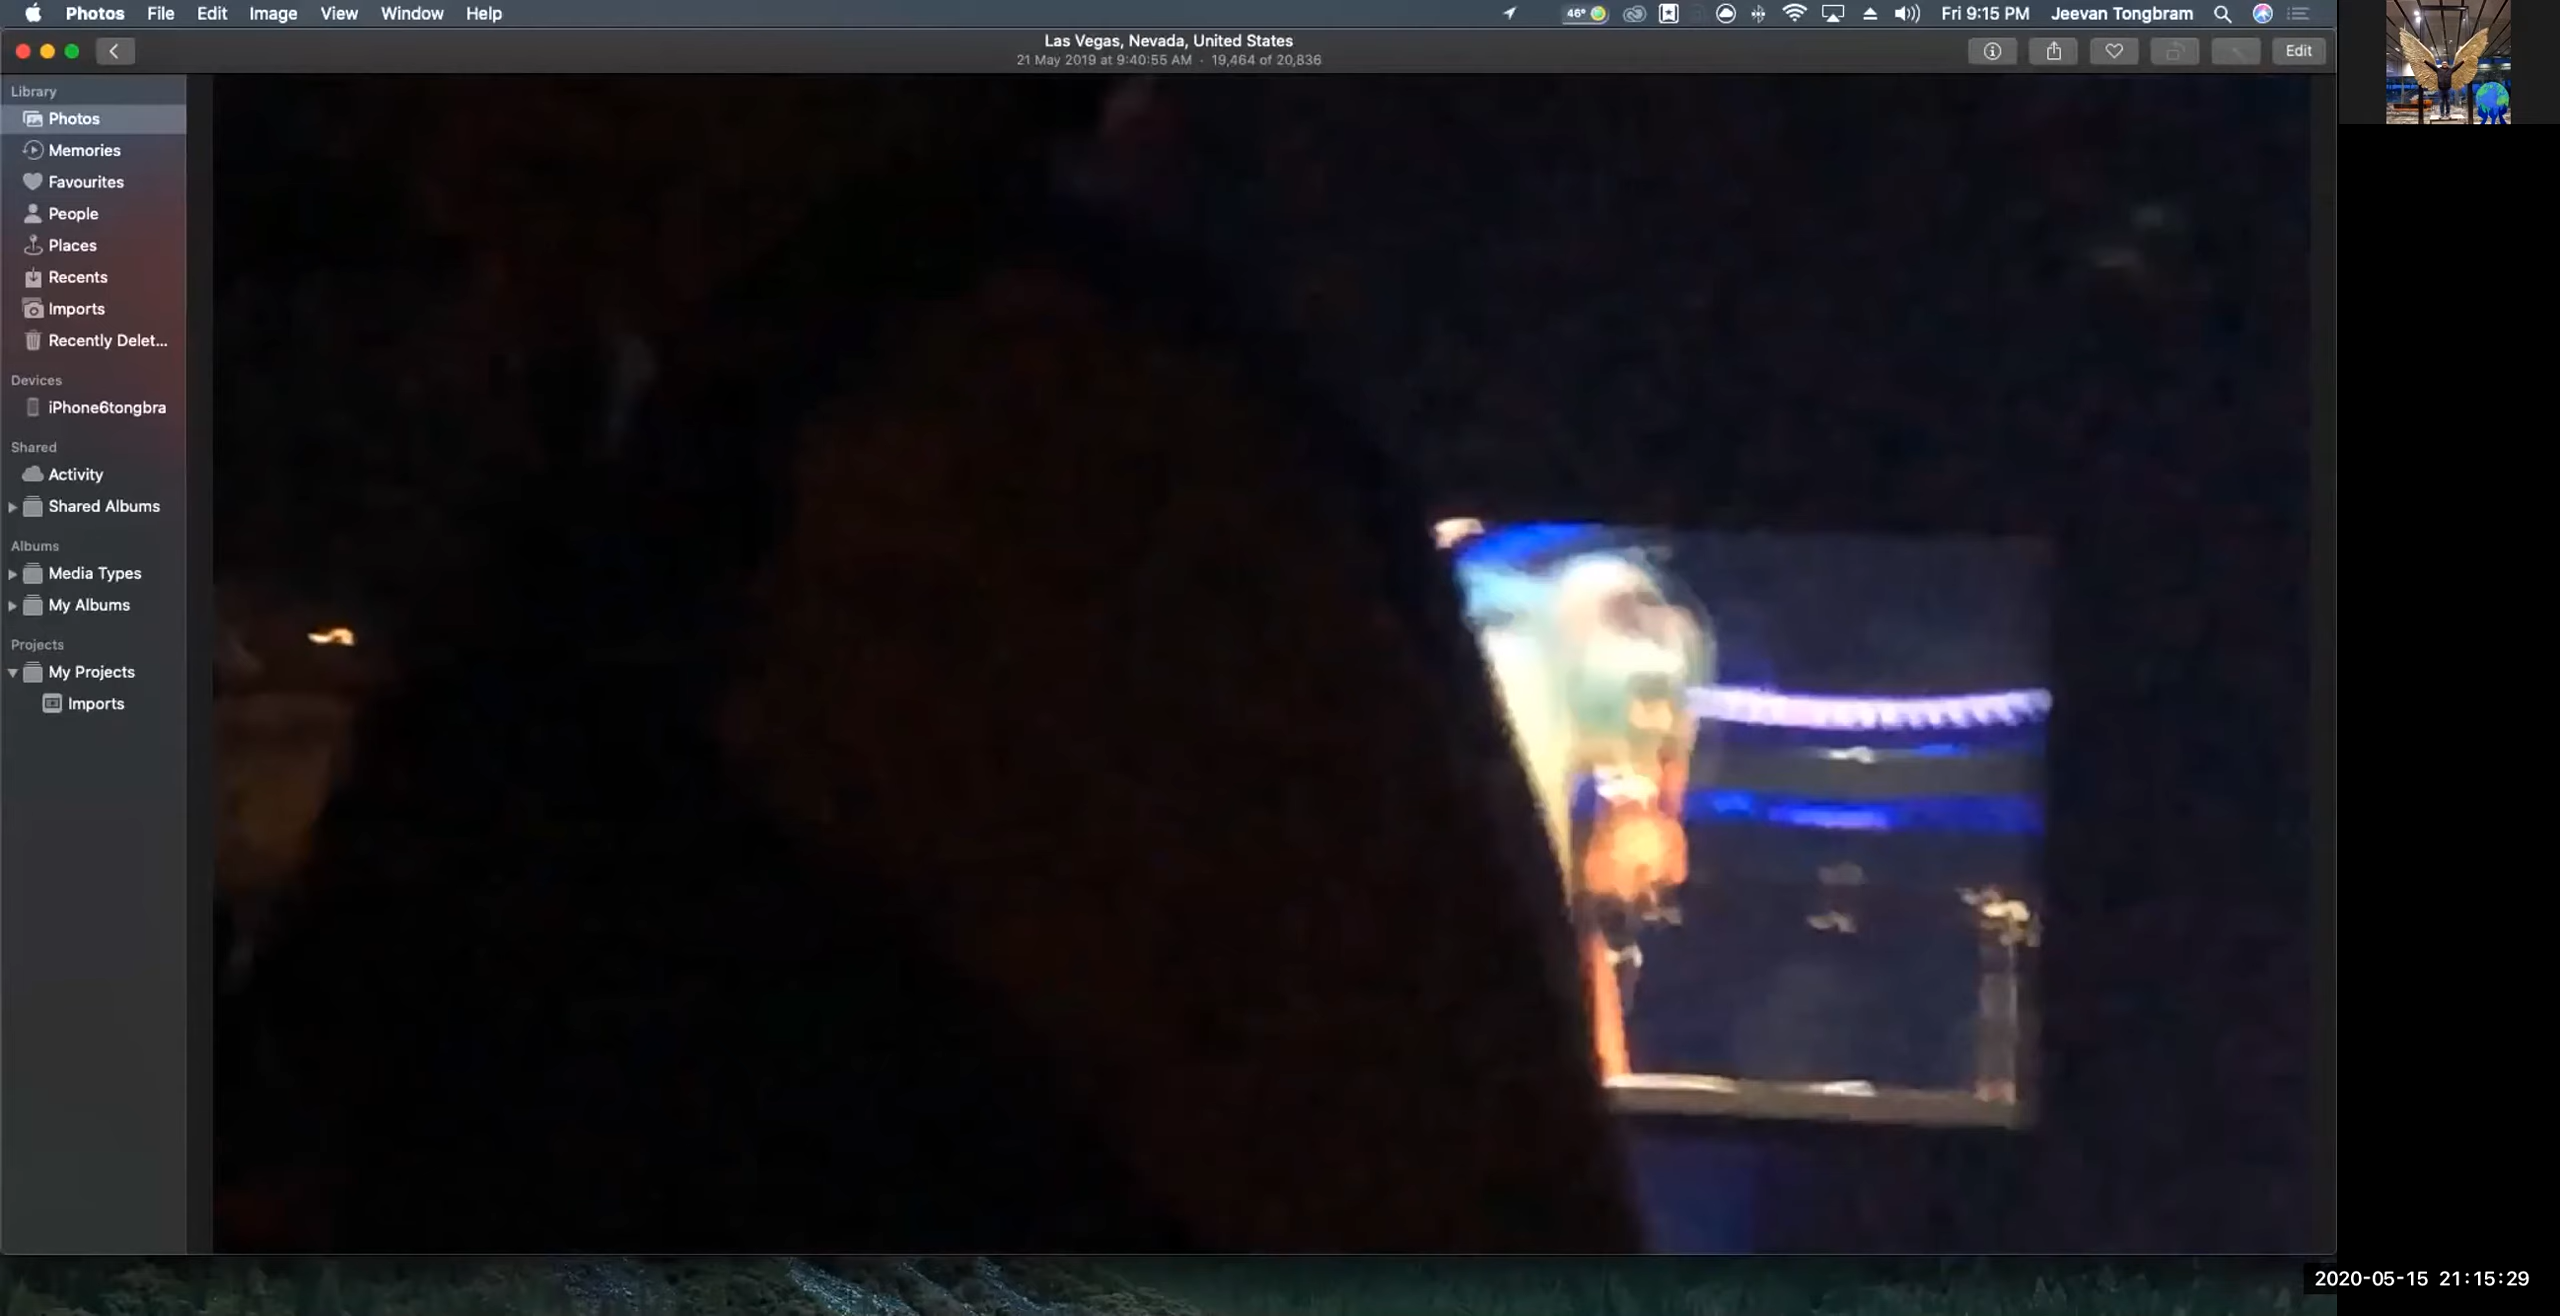 Photos File Edit Image View Window Help
46° Fri 9:15 PM Jeevan Tongbram
Las Vegas, Nevada, United States
21 May 2019 at 9:40:55 AM · 19,464 of 20,836
Edit
Library
Photos
Memories
Favourites
People
Places
Recents
Imports
Recently Delet...
Devices
iPhone6tongbra
Shared
Activity
Shared Albums
Albums
Media Types
My Albums
Projects
My Projects
Imports
2020-05-15 21:15:29